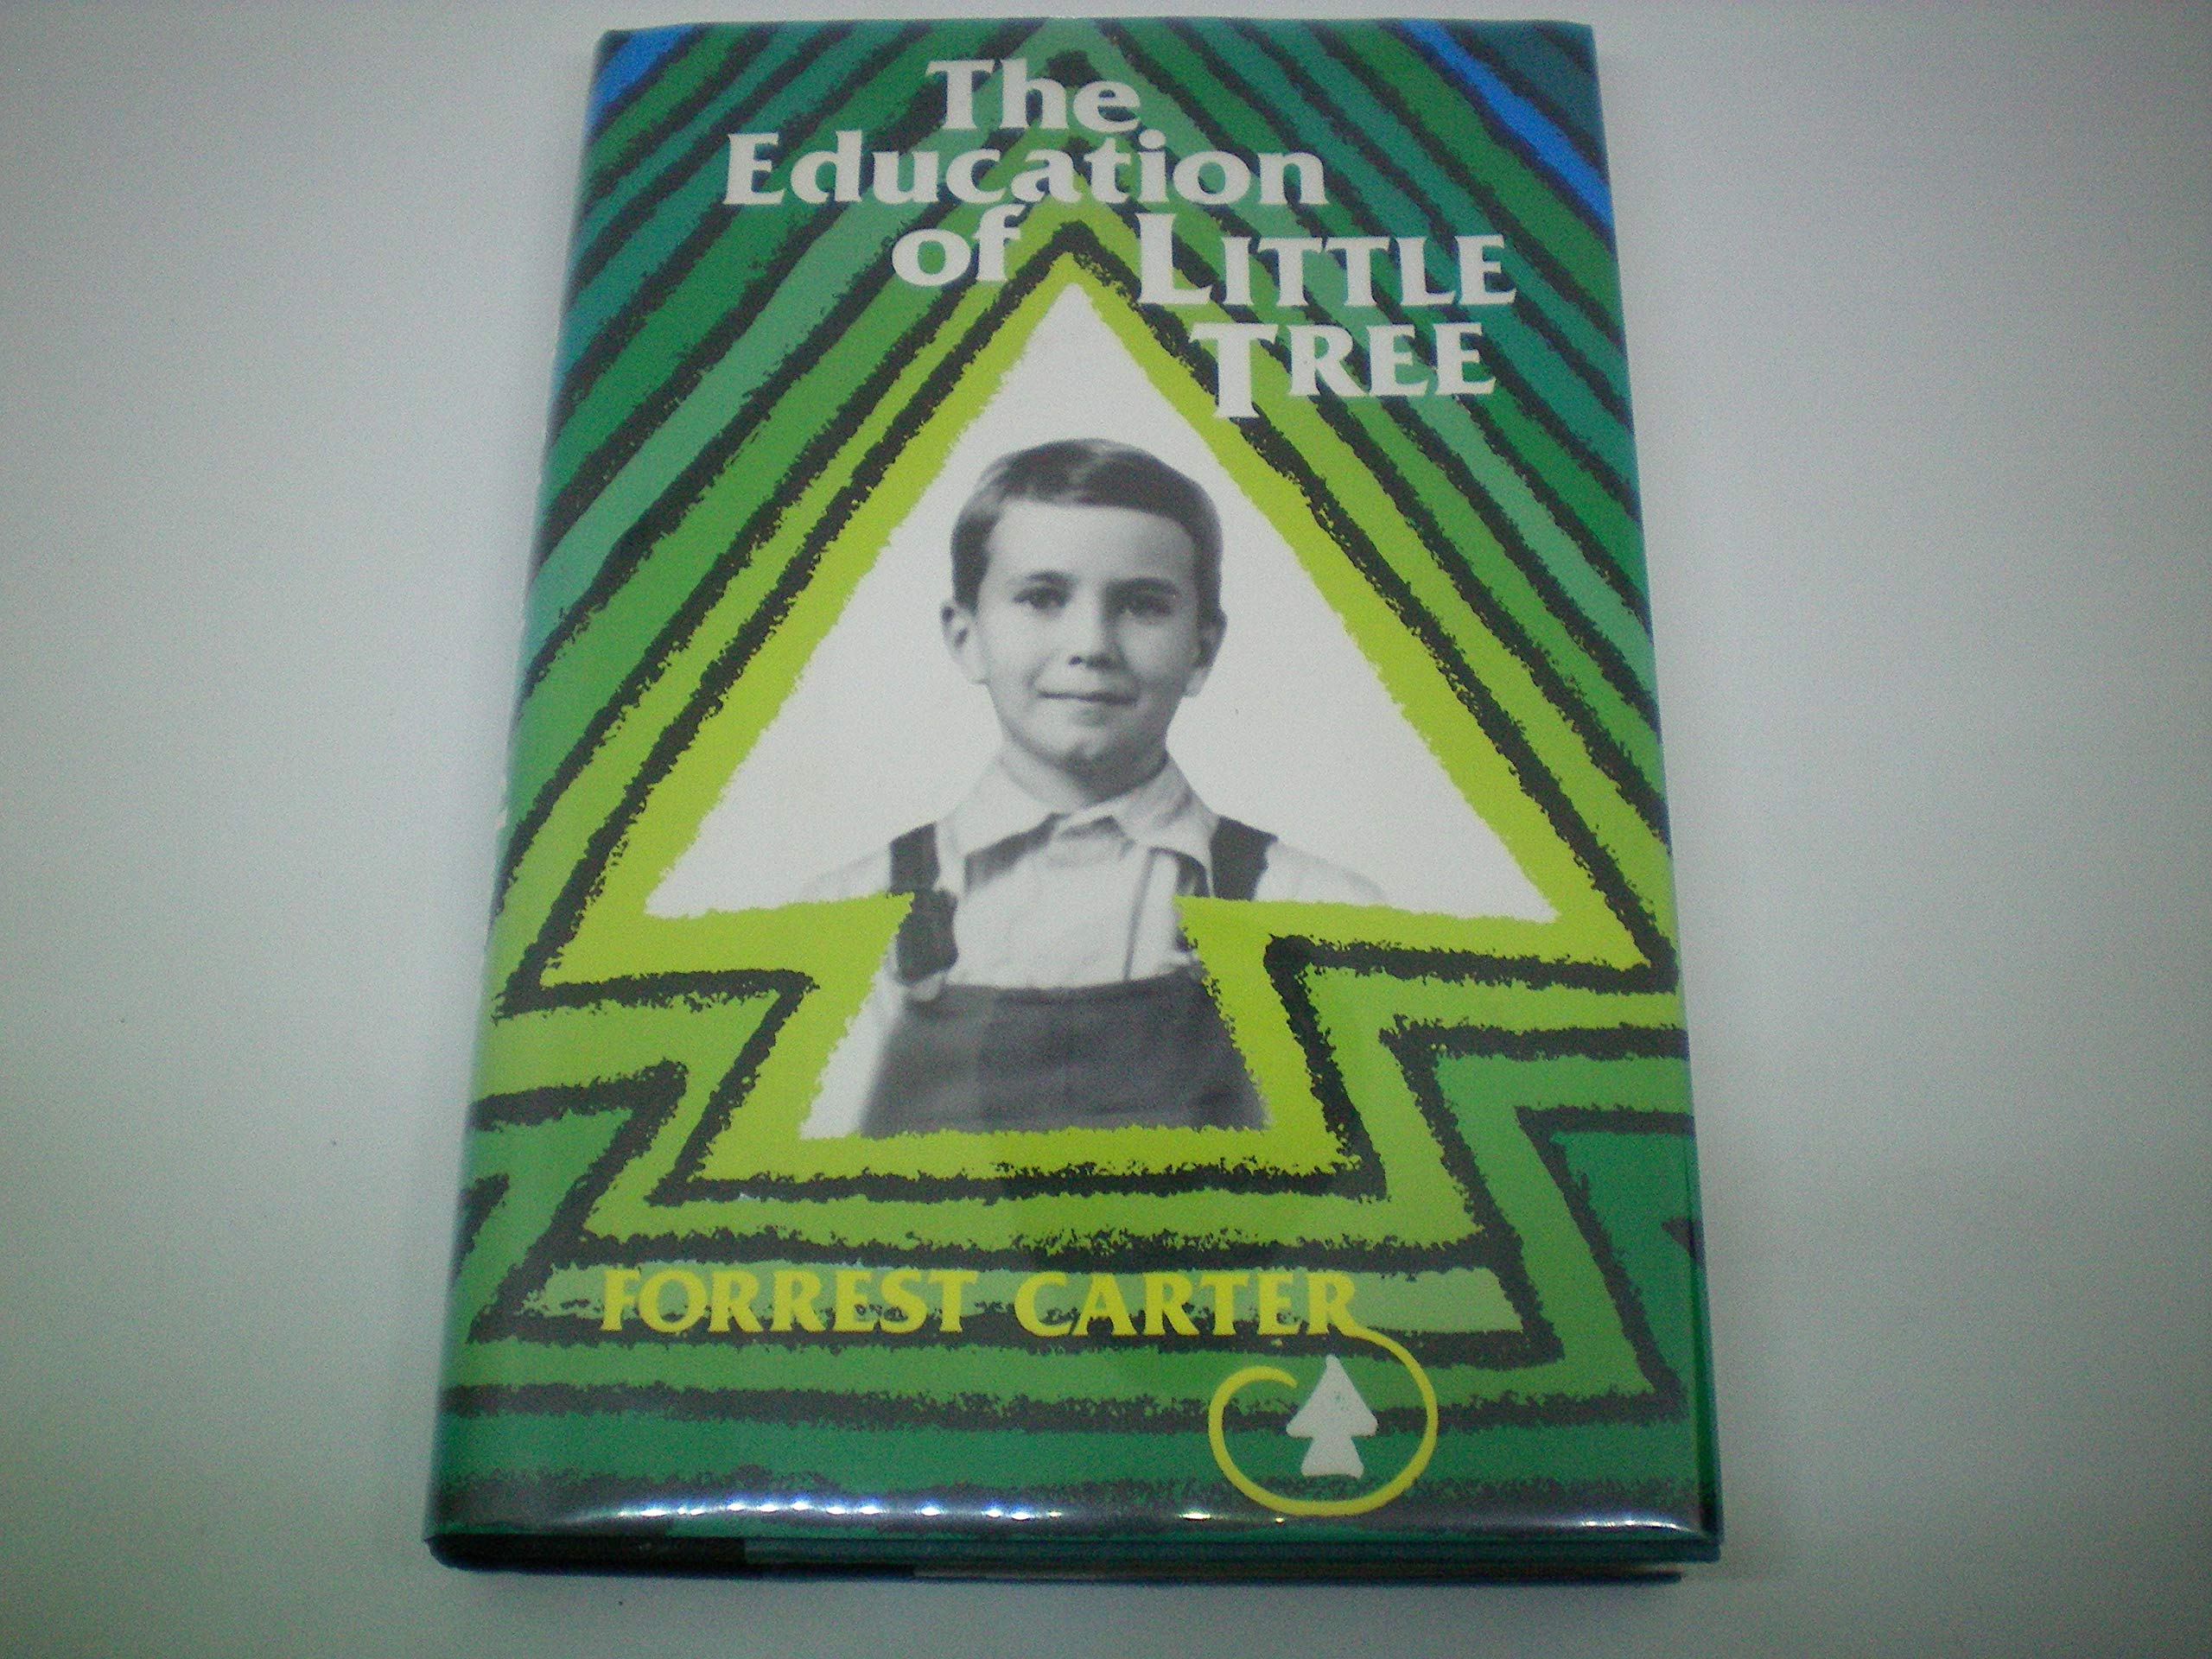 The
Education
of LITTLE
TREE
FORREST CARTER